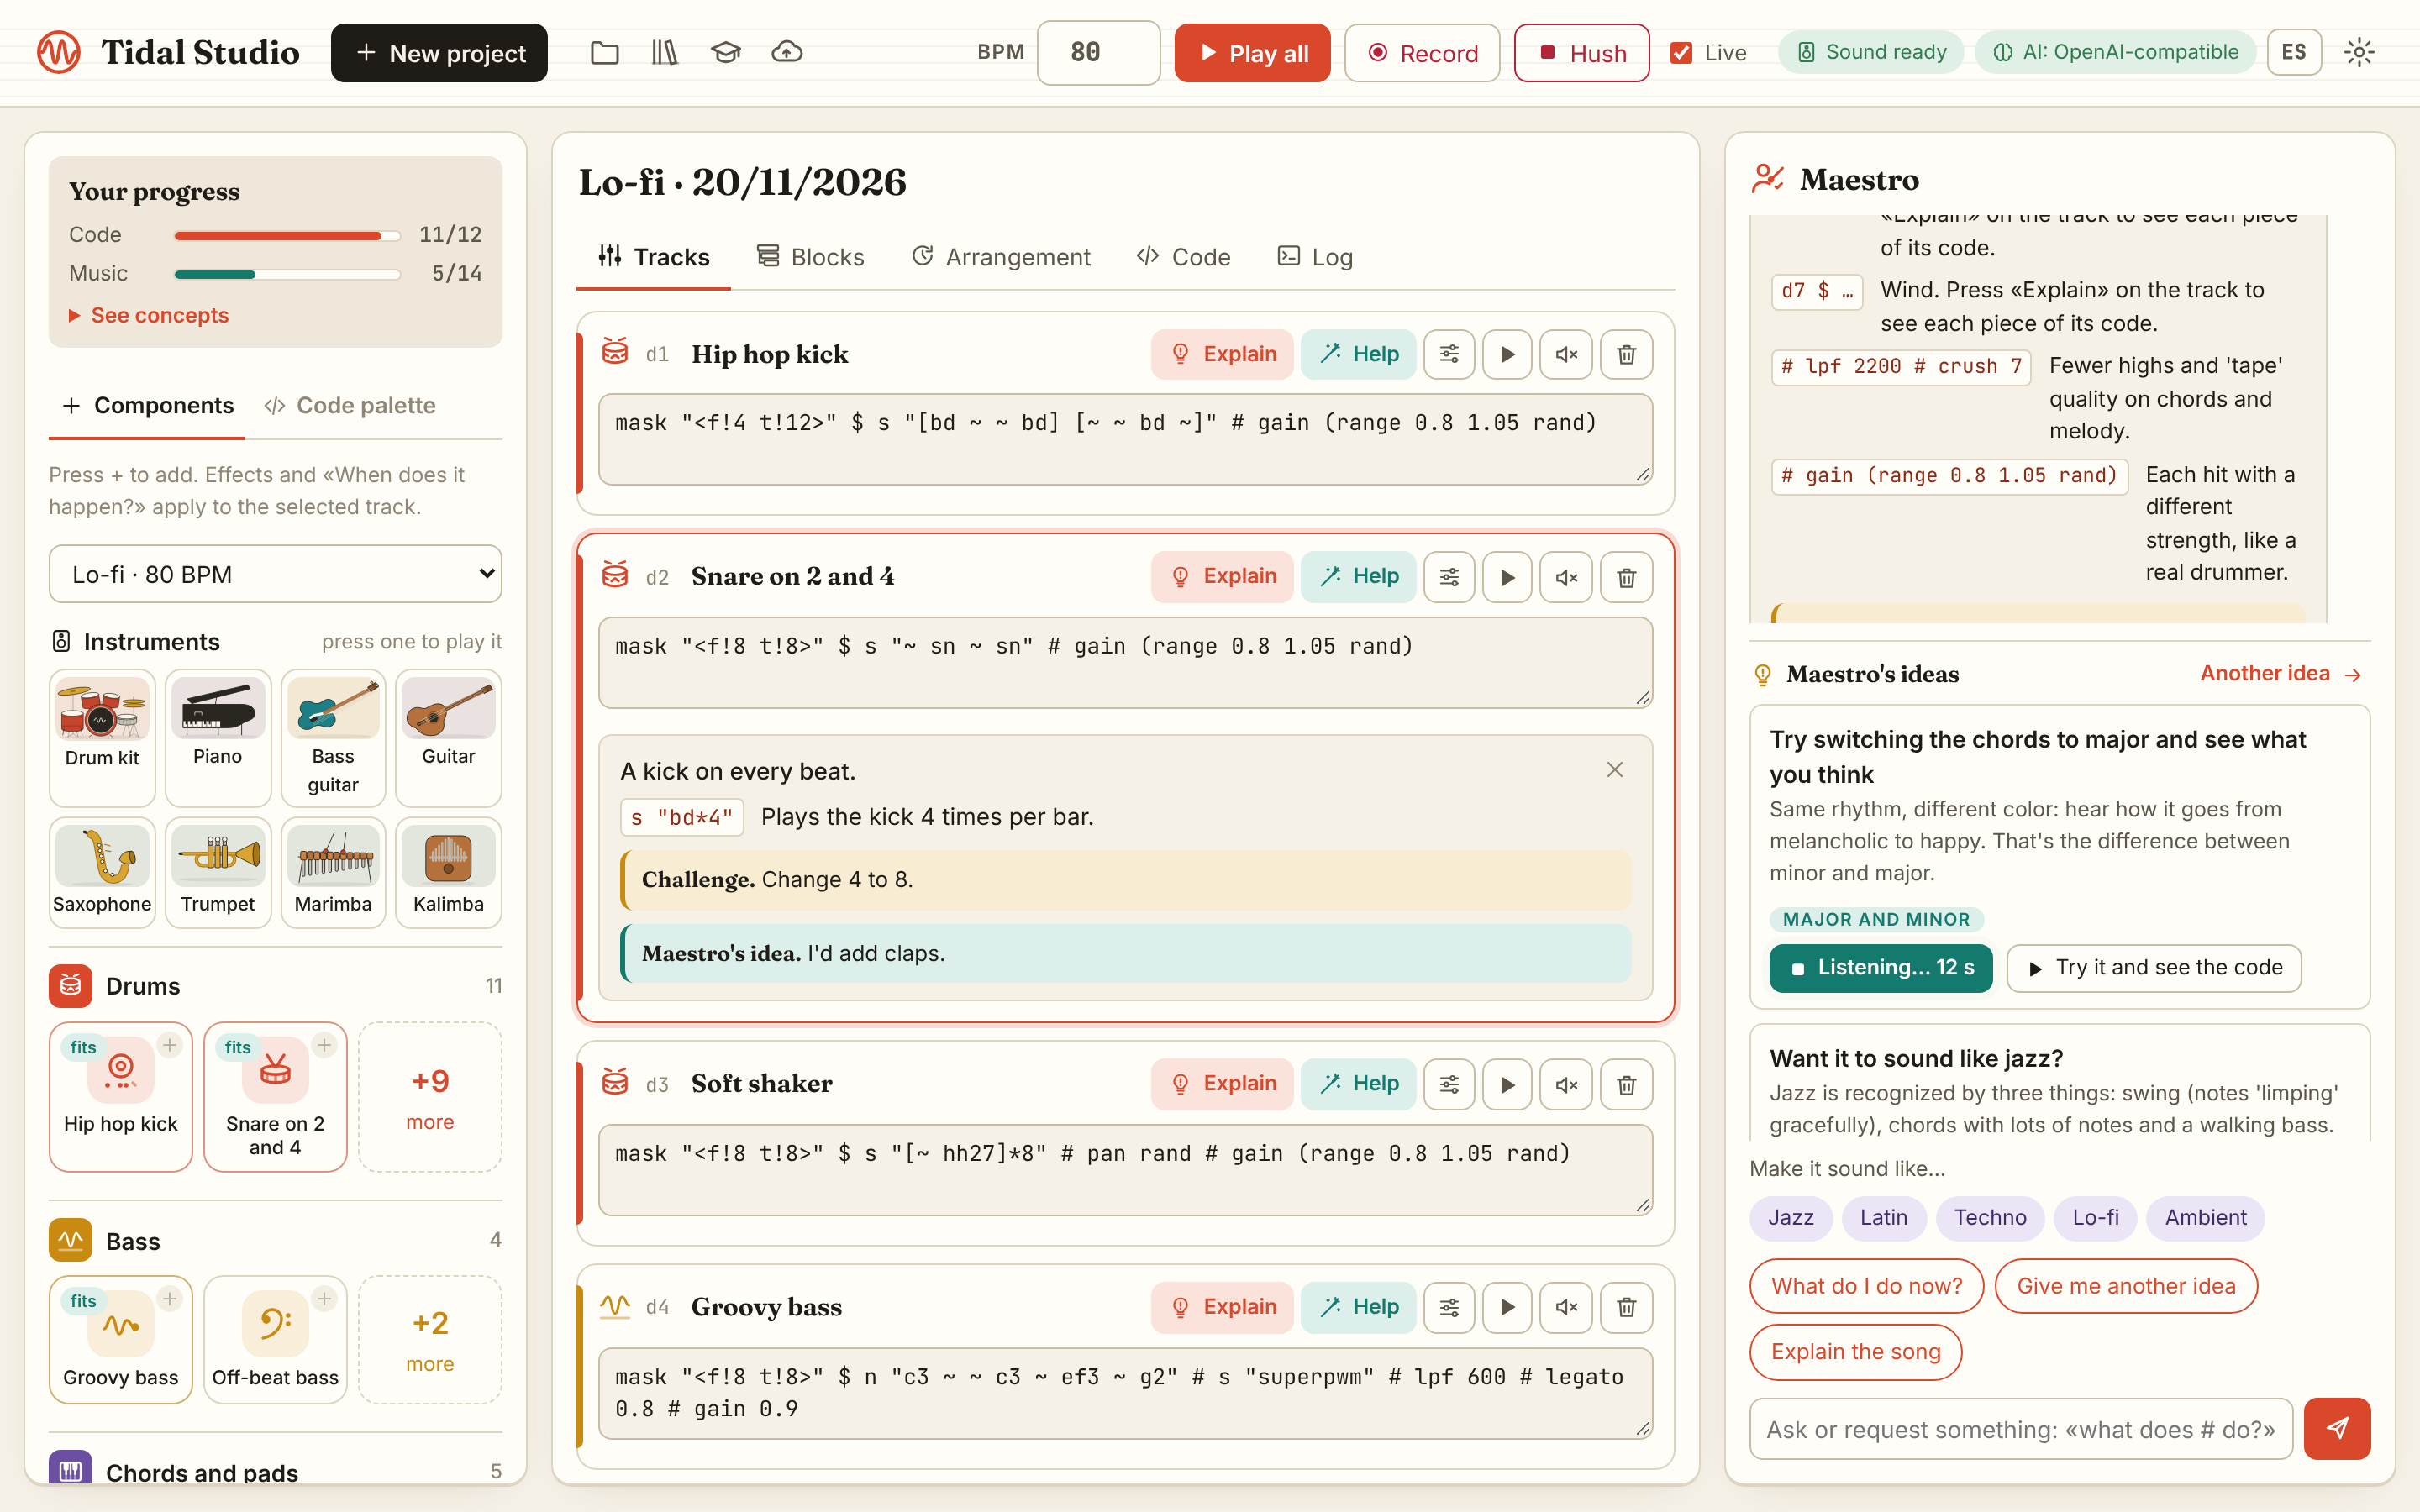 Tidal Studio
+ New project
BPM
80
Play all
Record
Hush
Live
Sound ready
AI: OpenAI-compatible
ES
Your progress
Code 11/12
Music 5/14
See concepts
+ Components
</> Code palette
Press + to add. Effects and «When does it
happen?» apply to the selected track.
Lo-fi · 80 BPM
Instruments
press one to play it
Drum kit
Piano
Bass
guitar
Guitar
Saxophone
Trumpet
Marimba
Kalimba
Drums 11
fits
+
Hip hop kick
fits
+
Snare on 2
and 4
+9
more
Bass 4
fits
+
Groovy bass
+
Off-beat bass
+2
more
Chords and pads 5
Lo-fi · 20/11/2026
Tracks
Blocks
Arrangement
</> Code
Log
d1 Hip hop kick
Explain
Help
mask "<f!4 t!12>" $ s "[bd ~ ~ bd] [~ ~ bd ~]" # gain (range 0.8 1.05 rand)
d2 Snare on 2 and 4
Explain
Help
mask "<f!8 t!8>" $ s "~ sn ~ sn" # gain (range 0.8 1.05 rand)
A kick on every beat.
s "bd*4" Plays the kick 4 times per bar.
Challenge. Change 4 to 8.
Maestro's idea. I'd add claps.
d3 Soft shaker
Explain
Help
mask "<f!8 t!8>" $ s "[~ hh27]*8" # pan rand # gain (range 0.8 1.05 rand)
d4 Groovy bass
Explain
Help
mask "<f!8 t!8>" $ n "c3 ~ ~ c3 ~ ef3 ~ g2" # s "superpwm" # lpf 600 # legato
0.8 # gain 0.9
Maestro
«Explain» on the track to see each piece
of its code.
d7 $ … Wind. Press «Explain» on the track to
see each piece of its code.
# lpf 2200 # crush 7 Fewer highs and 'tape'
quality on chords and
melody.
# gain (range 0.8 1.05 rand) Each hit with a
different
strength, like a
real drummer.
Maestro's ideas
Another idea →
Try switching the chords to major and see what
you think
Same rhythm, different color: hear how it goes from
melancholic to happy. That's the difference between
minor and major.
MAJOR AND MINOR
Listening... 12 s
Try it and see the code
Want it to sound like jazz?
Jazz is recognized by three things: swing (notes 'limping'
gracefully), chords with lots of notes and a walking bass.
Make it sound like...
Jazz
Latin
Techno
Lo-fi
Ambient
What do I do now?
Give me another idea
Explain the song
Ask or request something: «what does # do?»